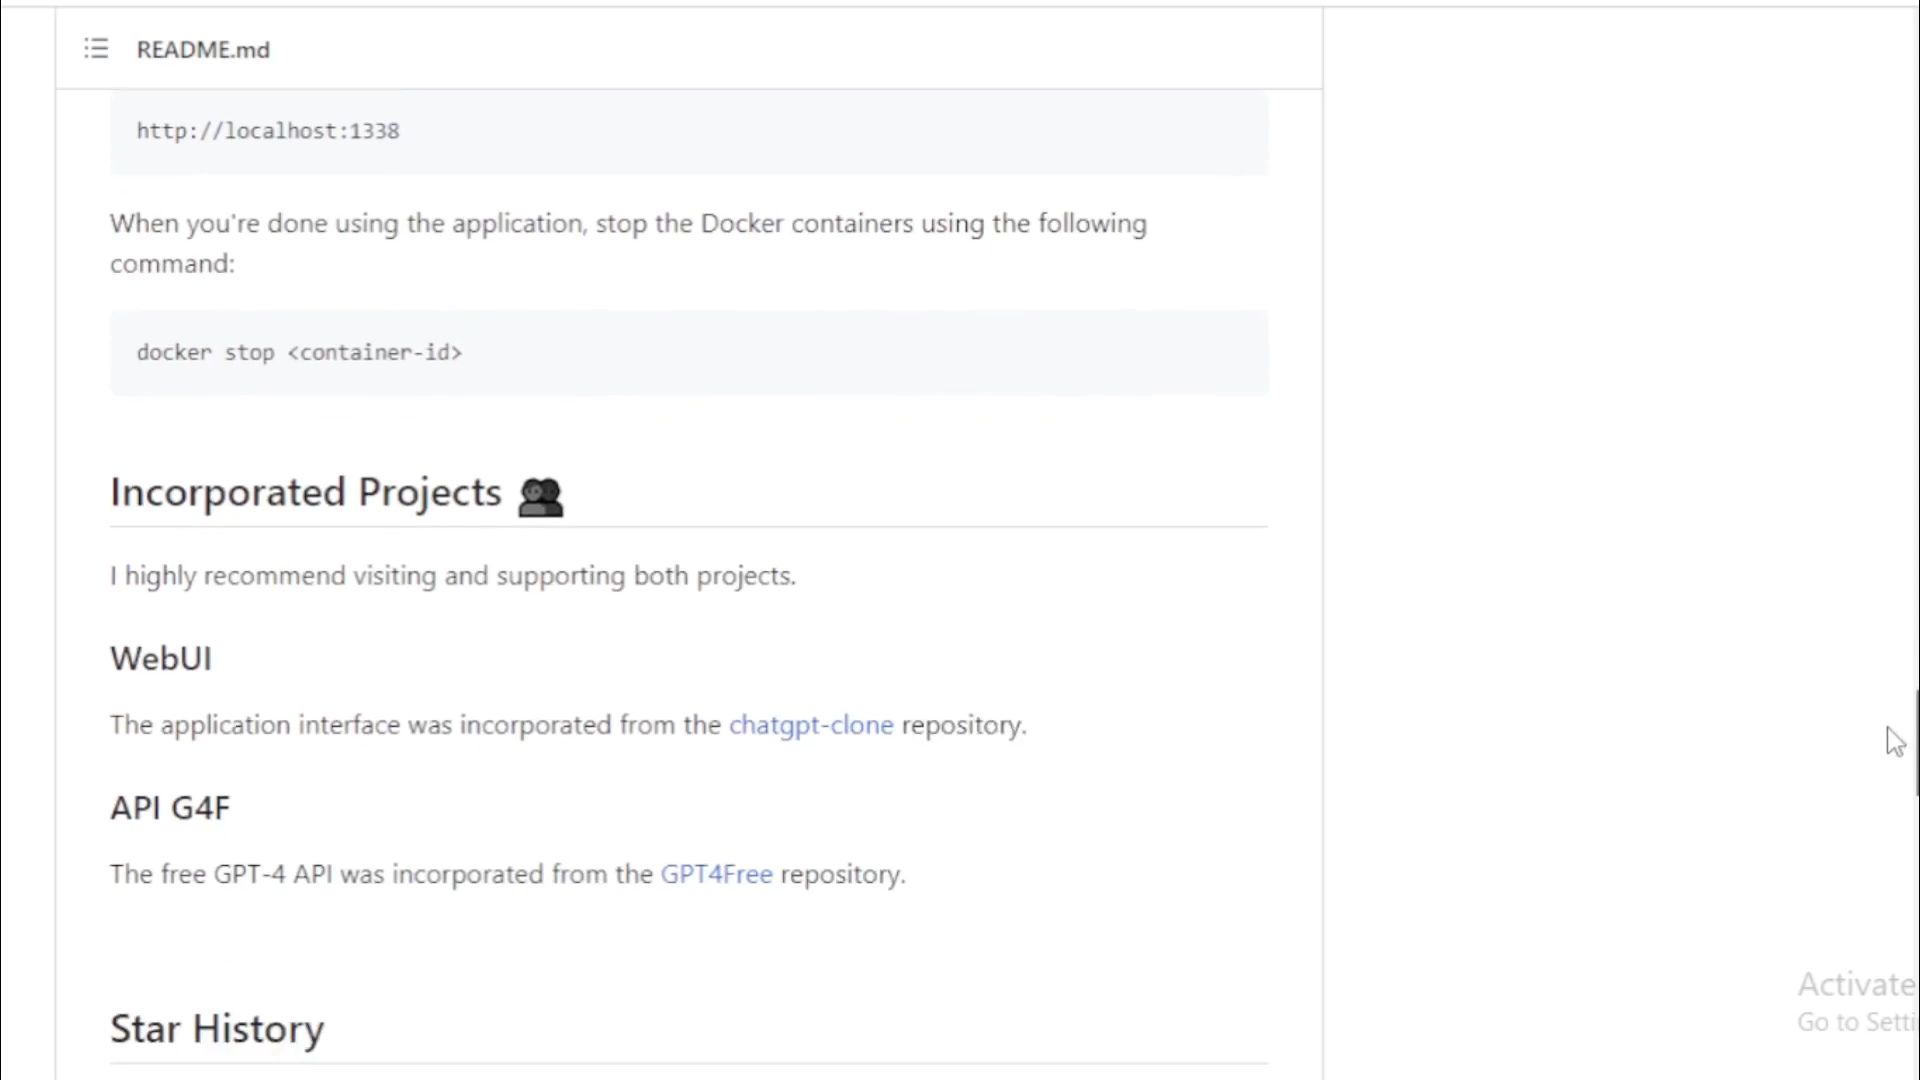 README.md
http://localhost:1338
When you're done using the application, stop the Docker containers using the following
command:
docker stop <container-id>
Incorporated Projects
I highly recommend visiting and supporting both projects.
WebUI
The application interface was incorporated from the chatgpt-clone repository.
API G4F
The free GPT-4 API was incorporated from the GPT4Free repository.
Star History
Activate
Go to Setti